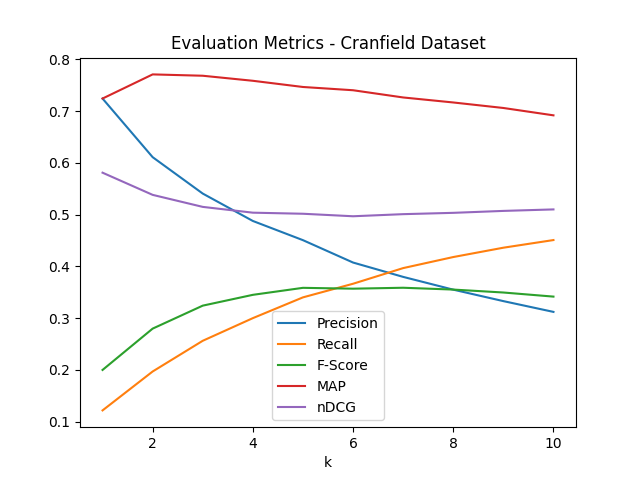 Evaluation Metrics - Cranfield Dataset
0.8
0.7
0.6
0.5
0.4
0.3
0.2
0.1
Precision
Recall
F-Score
MAP
nDCG
2 4 6 8 10
k